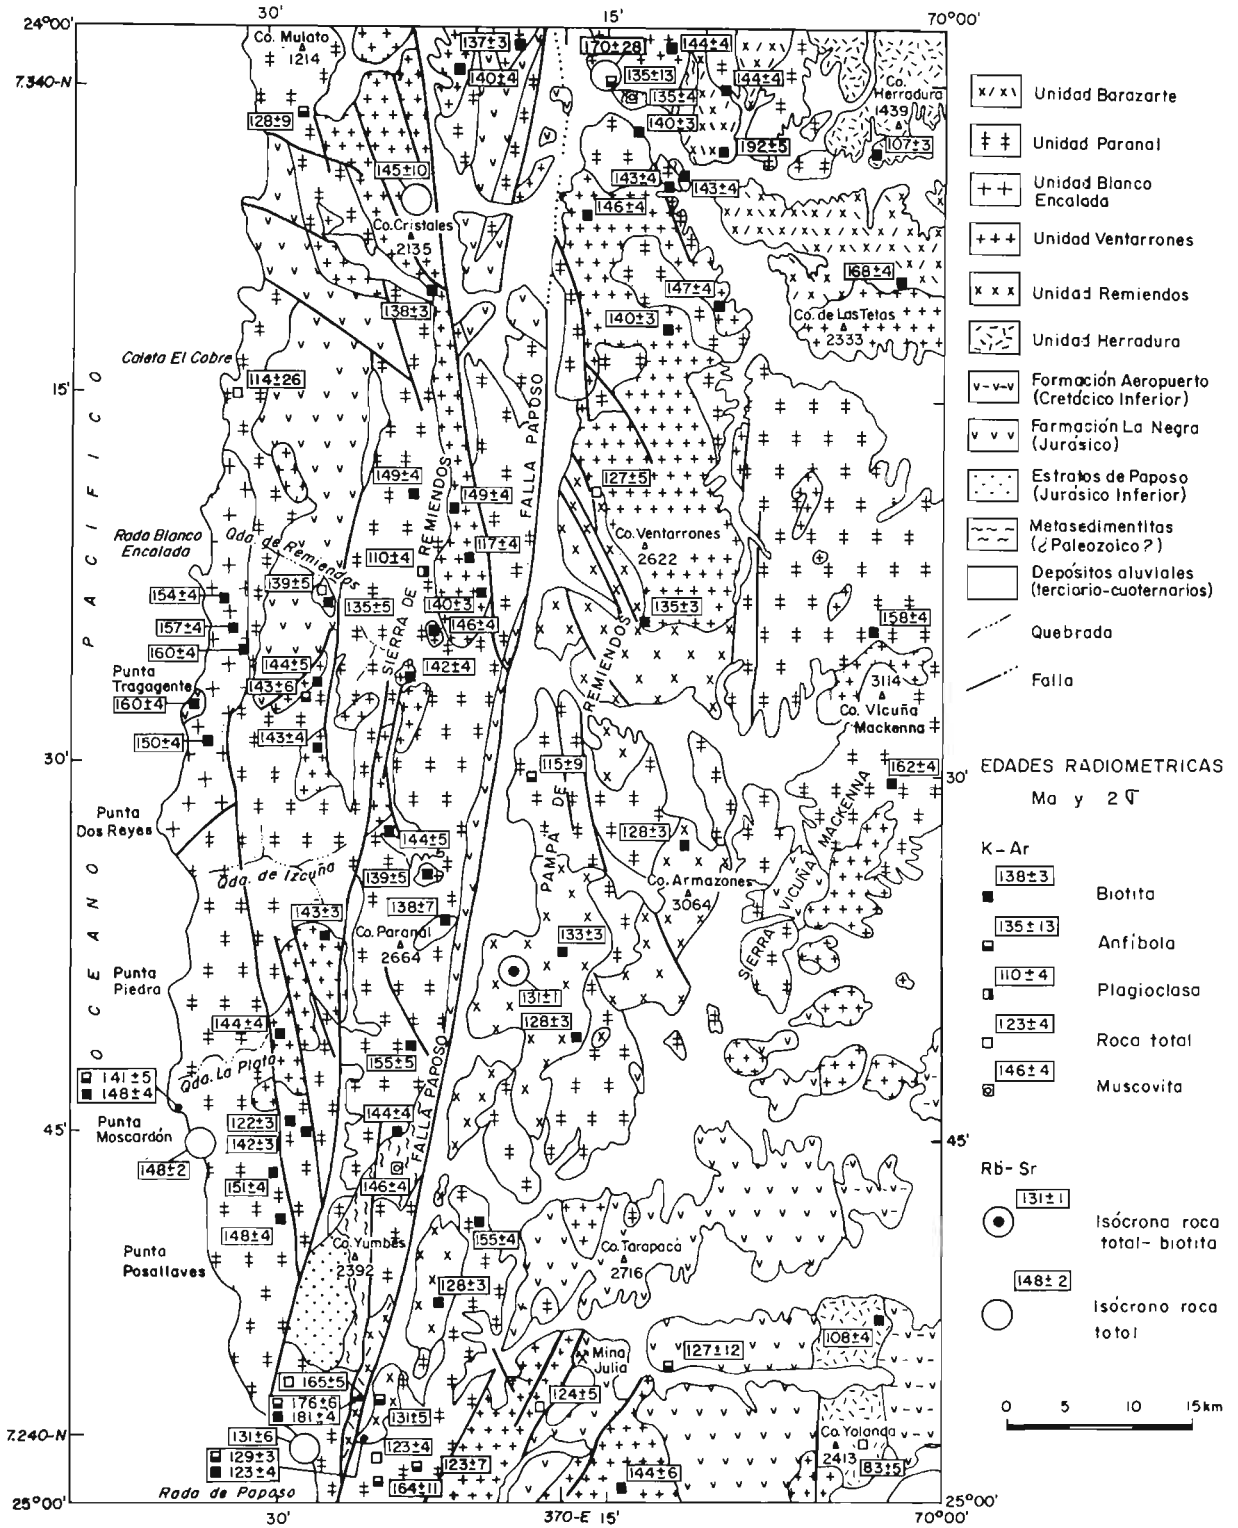 30'
15'
70°00'
24°00'
7.340-N
Co. Mulato
1214
137±3
140±4
170±28
144±4
135±13
135±4
144±4
Co.
Herradura
1439
128±9
140±3
192±5
107±3
145±10
143±4
143±4
146±4
Co. Cristales
2135
168±4
147±4
138±3
140±3
Co. de Las Tetas
2333
Caleta El Cobre
114±26
15'
149±4
149±4
127±5
FALLA PAPOSO
SIERRA DE REMIENDOS
Rada Blanco
Encalada
Qda. de Remiendos
Co. Ventarrones
2622
110±4
117±4
139±5
154±4
135±5
140±3
135±3
157±4
146±4
158±4
160±4
144±5
142±4
Punta
Tragagente
143±6
160±4
3114
Co. Vicuña
Mackenna
150±4
143±4
30'
30'
115±9
162±4
PAMPA DE REMIENDOS
Punta
Dos Reyes
144±5
128±3
SIERRA VICUÑA MACKENNA
Qda. de Izcuña
139±5
Co. Armazones
3064
143±3
138±7
Co. Paranal
2664
133±3
Punta
Piedra
131±1
144±4
128±3
155±5
Qda. La Plata
FALLA PAPOSO
141±5
148±4
122±3
144±4
Punta
Moscardón
142±3
45'
45'
148±2
151±4
146±4
148±4
155±4
Punta
Posallaves
Co. Yumbes
2392
Co. Tarapacá
2716
128±3
108±4
Mina
Julia
127±12
165±5
124±5
176±6
181±4
131±5
131±6
123±4
7.240-N
129±3
123±4
123±7
164±11
144±6
Co. Yolanda
2413
83±5
Rada de Paposo
25°00'
30'
370-E
15'
70°00'
25°00'
OCEANO PACIFICO
Unidad Barazarte
Unidad Paranal
Unidad Blanco
Encalada
Unidad Ventarrones
Unidad Remiendos
Unidad Herradura
Formación Aeropuerto
(Cretácico Inferior)
Formación La Negra
(Jurásico)
Estratos de Paposo
(Jurásico Inferior)
Metasedimentitas
(¿Paleozoico?)
Depósitos aluviales
(terciario-cuaternarios)
Quebrada
Falla
EDADES RADIOMETRICAS
Ma y 2σ
K-Ar
138±3
Biotita
135±13
Anfíbola
110±4
Plagioclasa
123±4
Roca total
146±4
Muscovita
Rb-Sr
131±1
Isócrona roca
total-biotita
148±2
Isócrono roca
total
0 5 10 15 km